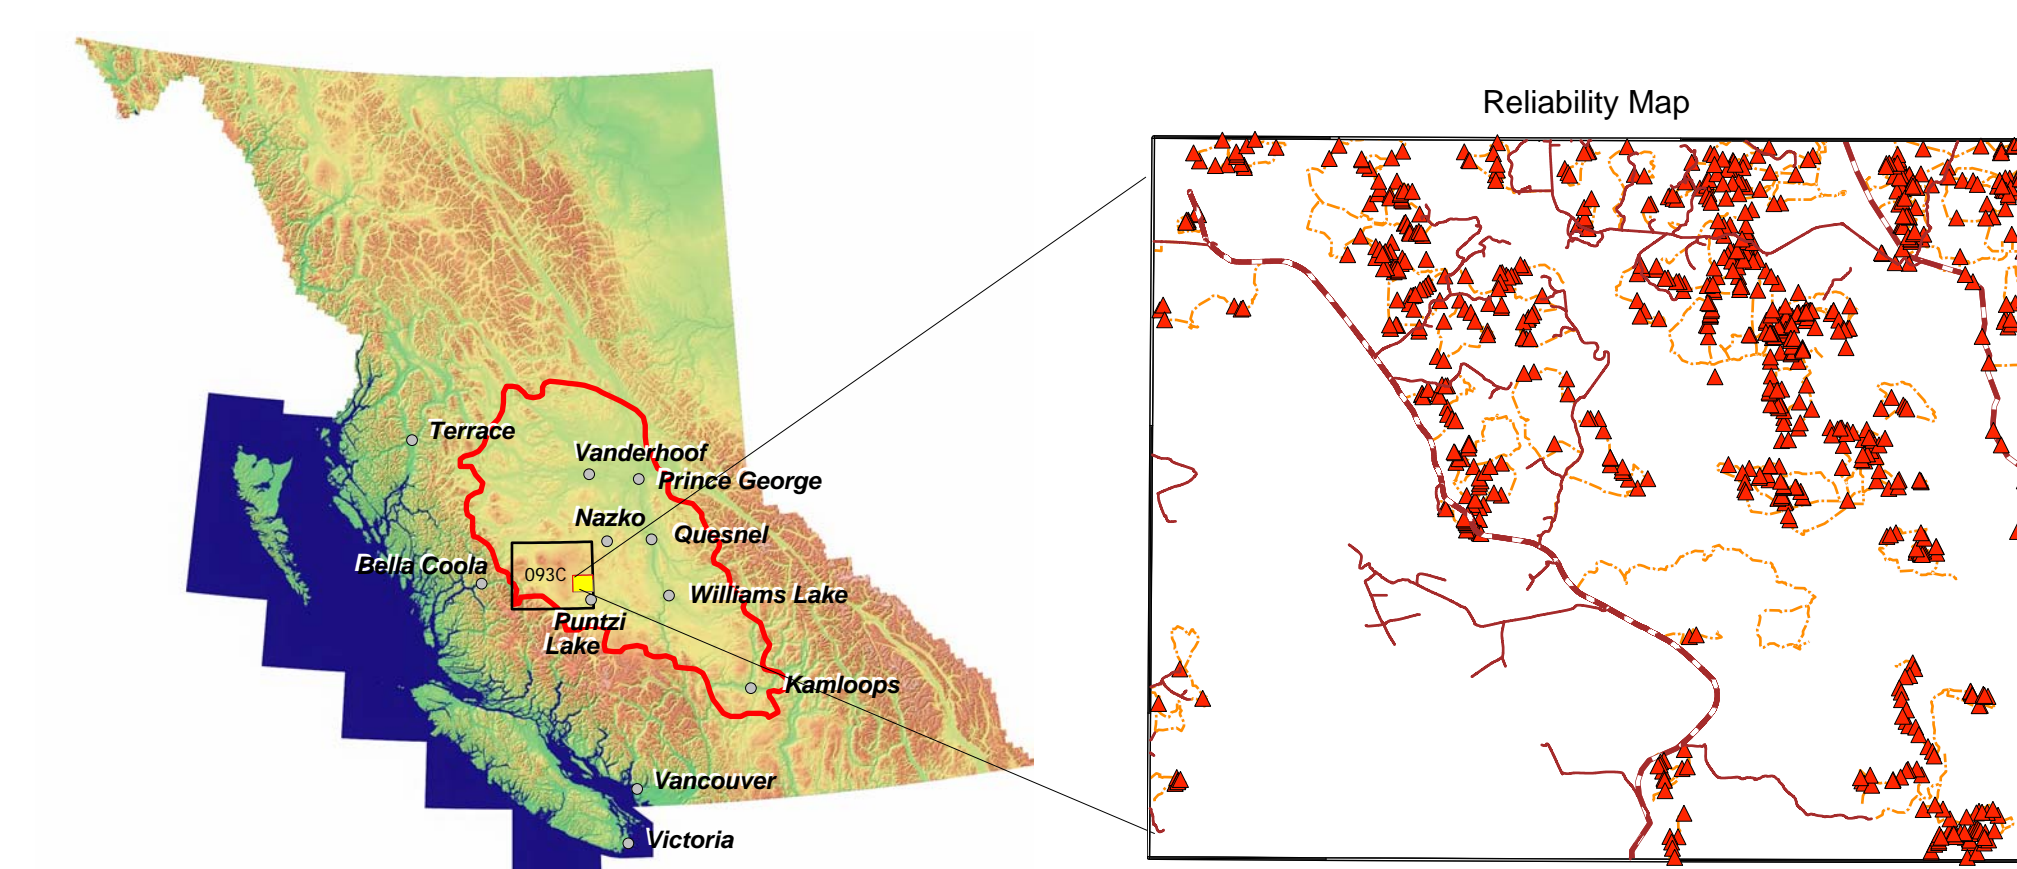 Reliability Map
Terrace
Vanderhoof
Prince George
Nazko
Quesnel
Bella Coola
093C
Williams Lake
Puntzi
Lake
Kamloops
Vancouver
Victoria